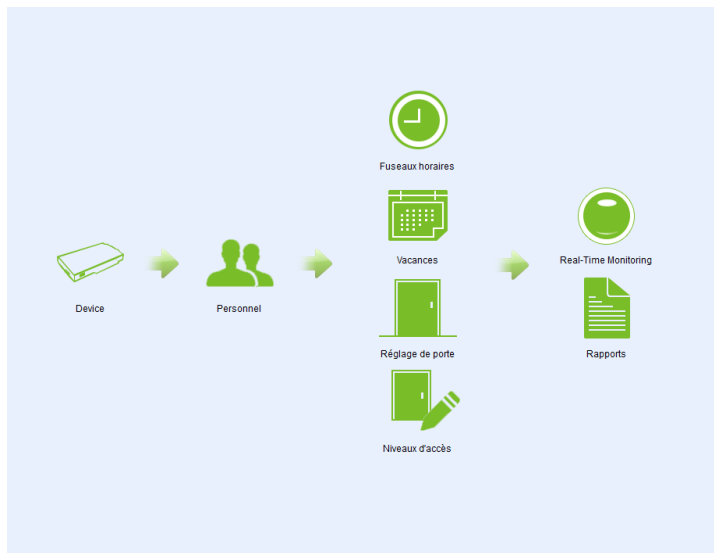 Device
Personnel
Fuseaux horaires
Vacances
Réglage de porte
Niveaux d'accès
Real-Time Monitoring
Rapports